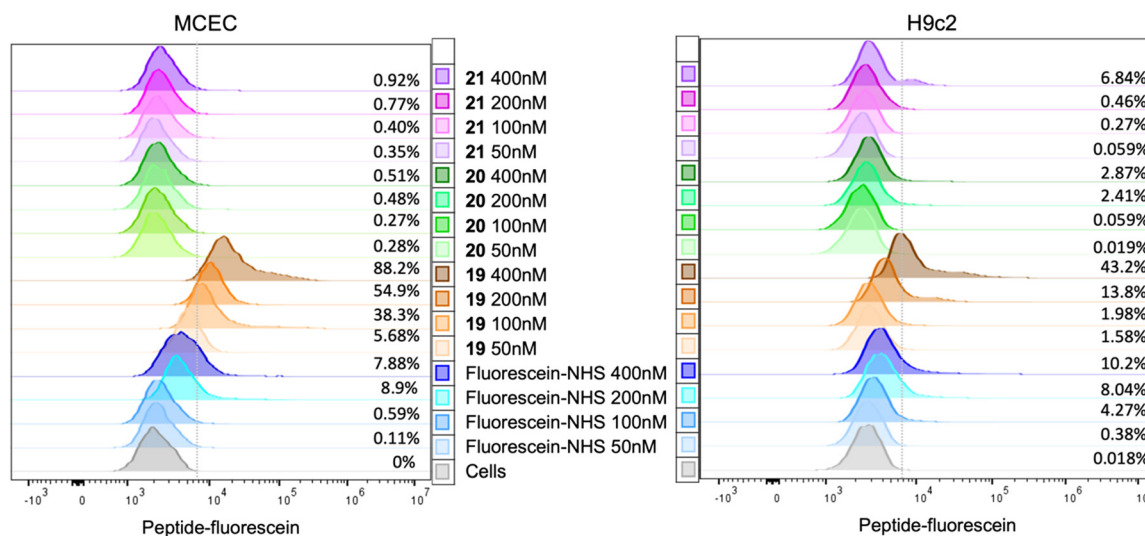 MCEC
0.92%
0.77%
0.40%
0.35%
0.51%
0.48%
0.27%
0.28%
88.2%
54.9%
38.3%
5.68%
7.88%
8.9%
0.59%
0.11%
0%
-10³ 0 10³ 10⁴ 10⁵ 10⁶ 10⁷
Peptide-fluorescein
21 400nM
21 200nM
21 100nM
21 50nM
20 400nM
20 200nM
20 100nM
20 50nM
19 400nM
19 200nM
19 100nM
19 50nM
Fluorescein-NHS 400nM
Fluorescein-NHS 200nM
Fluorescein-NHS 100nM
Fluorescein-NHS 50nM
Cells
H9c2
6.84%
0.46%
0.27%
0.059%
2.87%
2.41%
0.059%
0.019%
43.2%
13.8%
1.98%
1.58%
10.2%
8.04%
4.27%
0.38%
0.018%
-10³ 0 10³ 10⁴ 10⁵ 10⁶ 10
Peptide-fluorescein